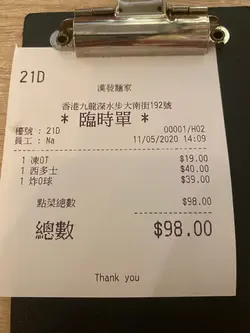 21D
漢發麵家
香港九龍深水步大南街192號
* 臨時單 *
檯號 : 21D 00001/H02
員工 : Na 11/05/2020 14:09
1 凍OT $19.00
1 西多士 $40.00
1 炸O球 $39.00
點菜總數 $98.00
總數 $98.00
Thank you